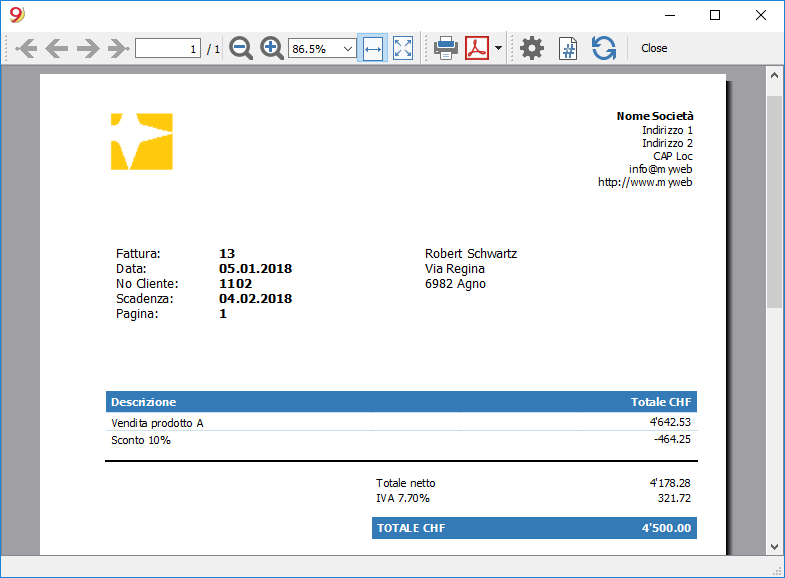 9
1 / 1 86.5% Close
Nome Società
Indirizzo 1
Indirizzo 2
CAP Loc
info@myweb
http://www.myweb
Fattura: 13
Data: 05.01.2018
No Cliente: 1102
Scadenza: 04.02.2018
Pagina: 1
Robert Schwartz
Via Regina
6982 Agno
Descrizione Totale CHF
Vendita prodotto A 4'642.53
Sconto 10% -464.25
Totale netto 4'178.28
IVA 7.70% 321.72
TOTALE CHF 4'500.00